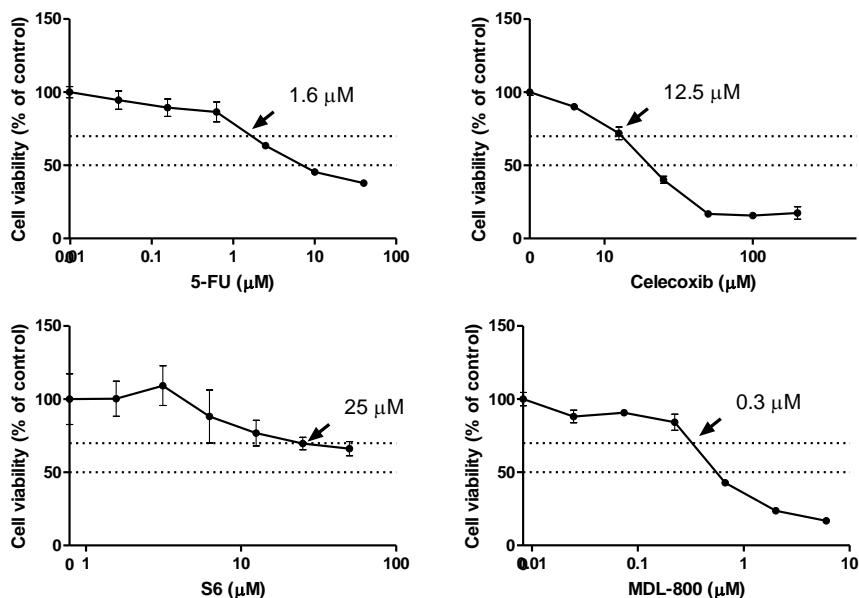 Cell viability (% of control)
150
100
50
0
1.6 μM
0
0.01
0.1
1
10
100
5-FU (μM)
Cell viability (% of control)
150
100
50
0
12.5 μM
0
10
100
Celecoxib (μM)
Cell viability (% of control)
150
100
50
0
25 μM
0
1
10
100
S6 (μM)
Cell viability (% of control)
150
100
50
0
0.3 μM
0
0.01
0.1
1
10
MDL-800 (μM)